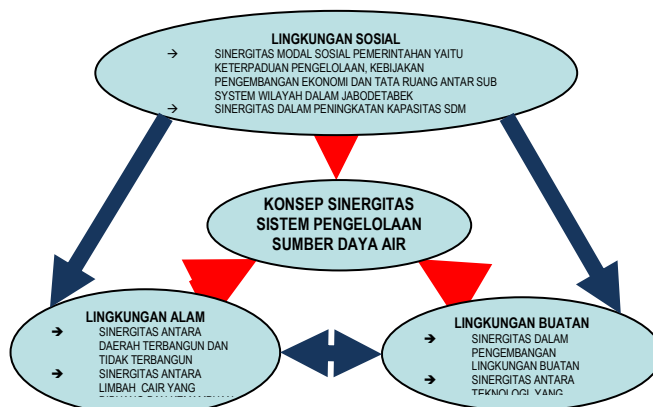 LINGKUNGAN SOSIAL
→ SINERGITAS MODAL SOSIAL PEMERINTAHAN YAITU
KETERPADUAN PENGELOLAAN, KEBIJAKAN
PENGEMBANGAN EKONOMI DAN TATA RUANG ANTAR SUB
SYSTEM WILAYAH DALAM JABODETABEK
→ SINERGITAS DALAM PENINGKATAN KAPASITAS SDM
KONSEP SINERGITAS
SISTEM PENGELOLAAN
SUMBER DAYA AIR
LINGKUNGAN ALAM
→ SINERGITAS ANTARA
DAERAH TERBANGUN DAN
TIDAK TERBANGUN
→ SINERGITAS ANTARA
LIMBAH CAIR YANG
LINGKUNGAN BUATAN
→ SINERGITAS DALAM
PENGEMBANGAN
LINGKUNGAN BUATAN
→ SINERGITAS ANTARA
TEKNOLOGI YANG